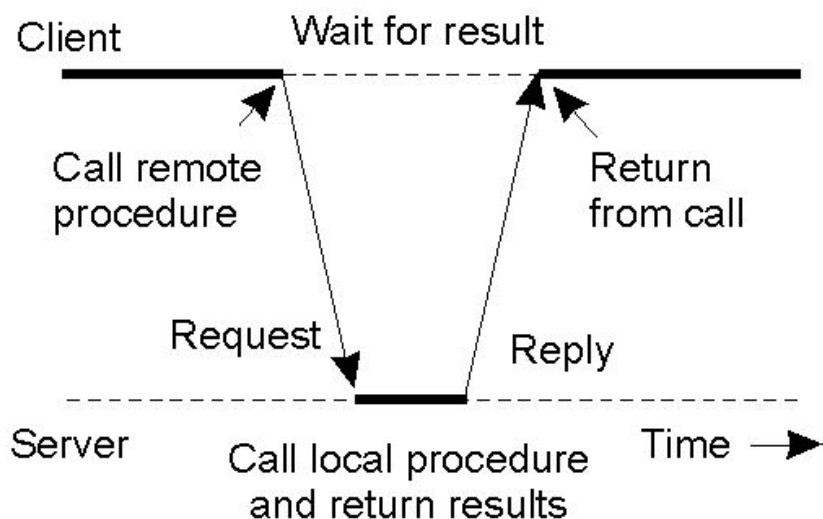 Client
Wait for result
Call remote
procedure
Return
from call
Request
Reply
Server
Call local procedure
and return results
Time